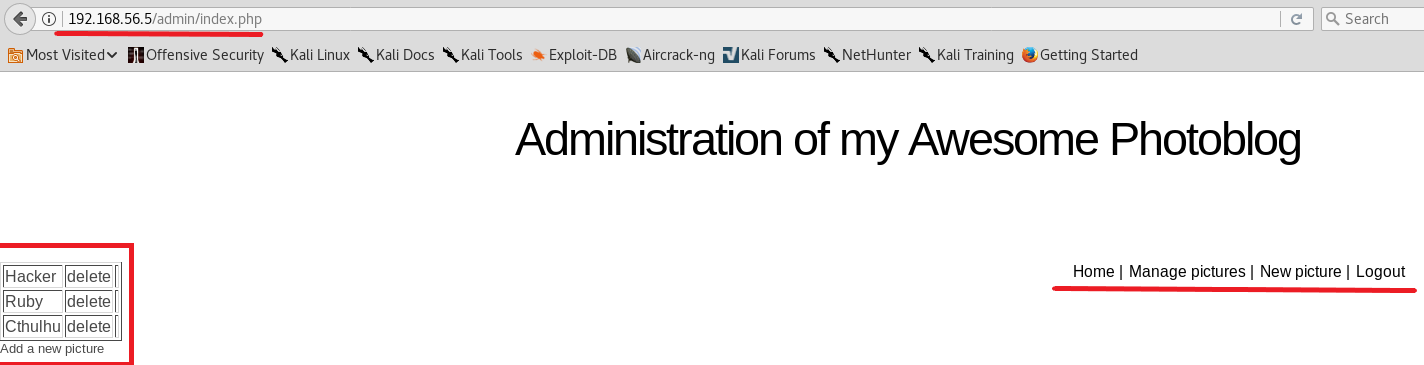 192.168.56.5/admin/index.php Search
Most Visited Offensive Security Kali Linux Kali Docs Kali Tools Exploit-DB Aircrack-ng Kali Forums NetHunter Kali Training Getting Started
Administration of my Awesome Photoblog
Home | Manage pictures | New picture | Logout
Hacker delete
Ruby delete
Cthulhu delete
Add a new picture